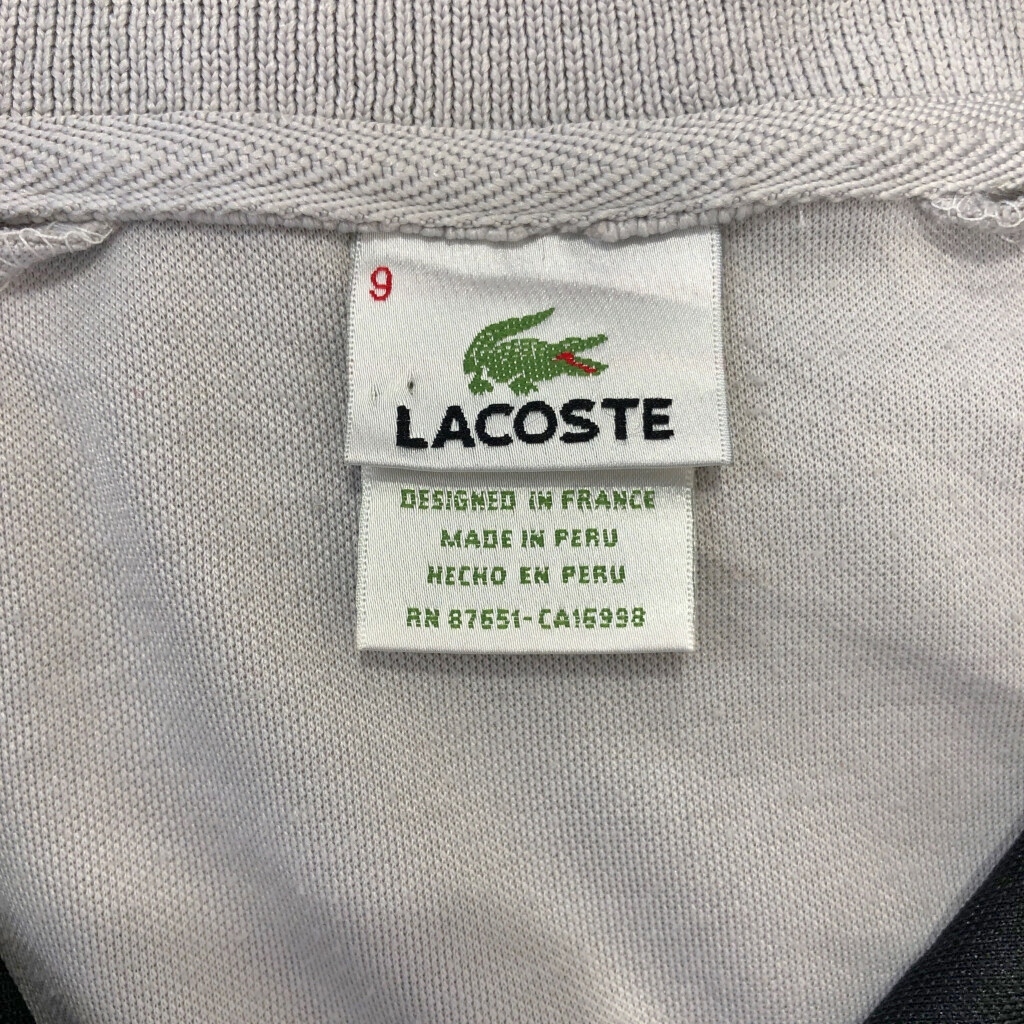 9
LACOSTE
DESIGNED IN FRANCE
MADE IN PERU
HECHO EN PERU
RN 87651-CA16998